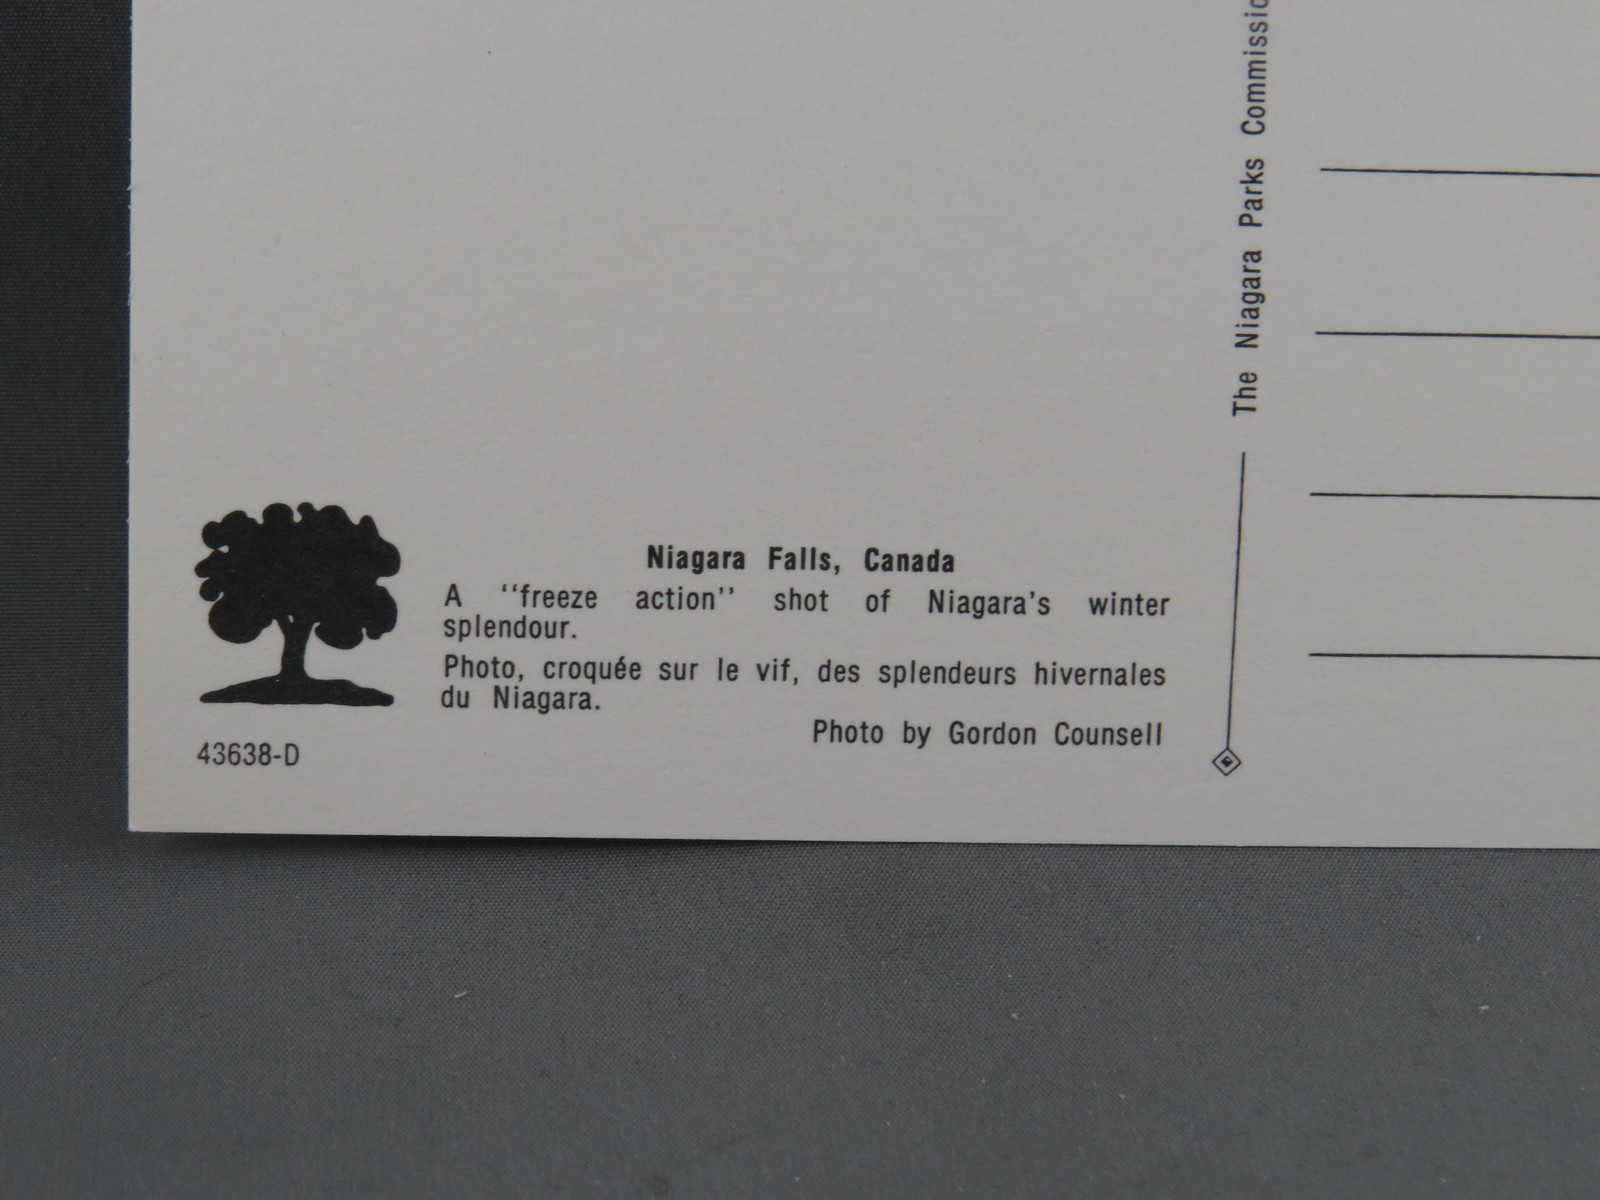 Niagara Falls, Canada
A ‘‘freeze action’’ shot of Niagara's winter
splendour.
Photo, croquée sur le vif, des splendeurs hivernales
du Niagara.
Photo by Gordon Counsell
43638-D
The Niagara Parks Commissio